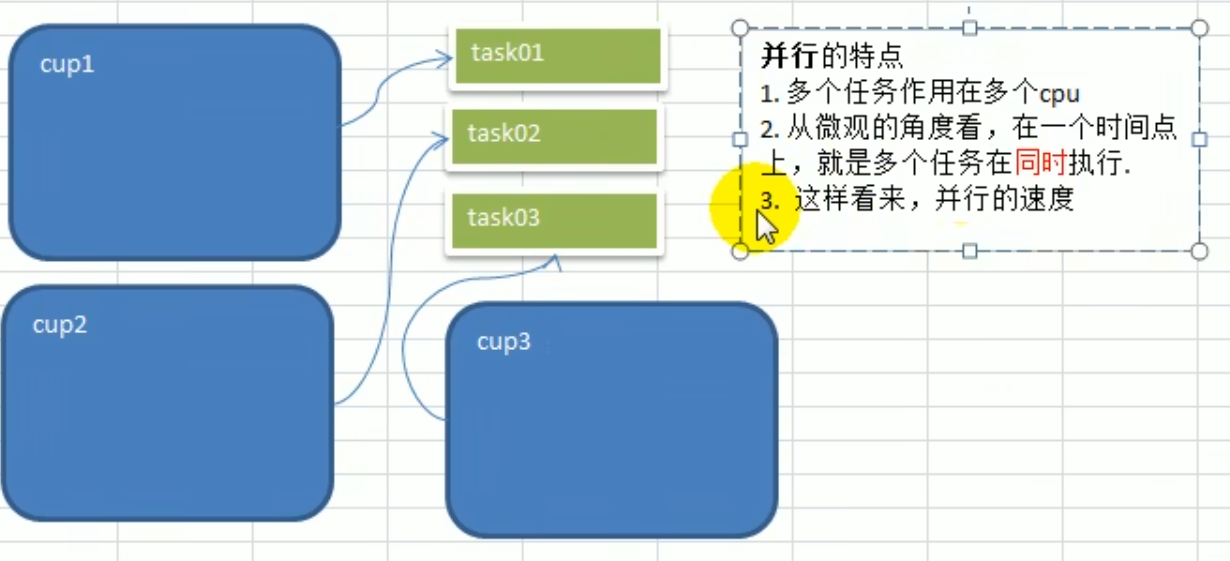 cup1
task01
task02
task03
cup2
cup3
并行的特点
1. 多个任务作用在多个cpu
2. 从微观的角度看，在一个时间点
上，就是多个任务在同时执行.
3. 这样看来，并行的速度